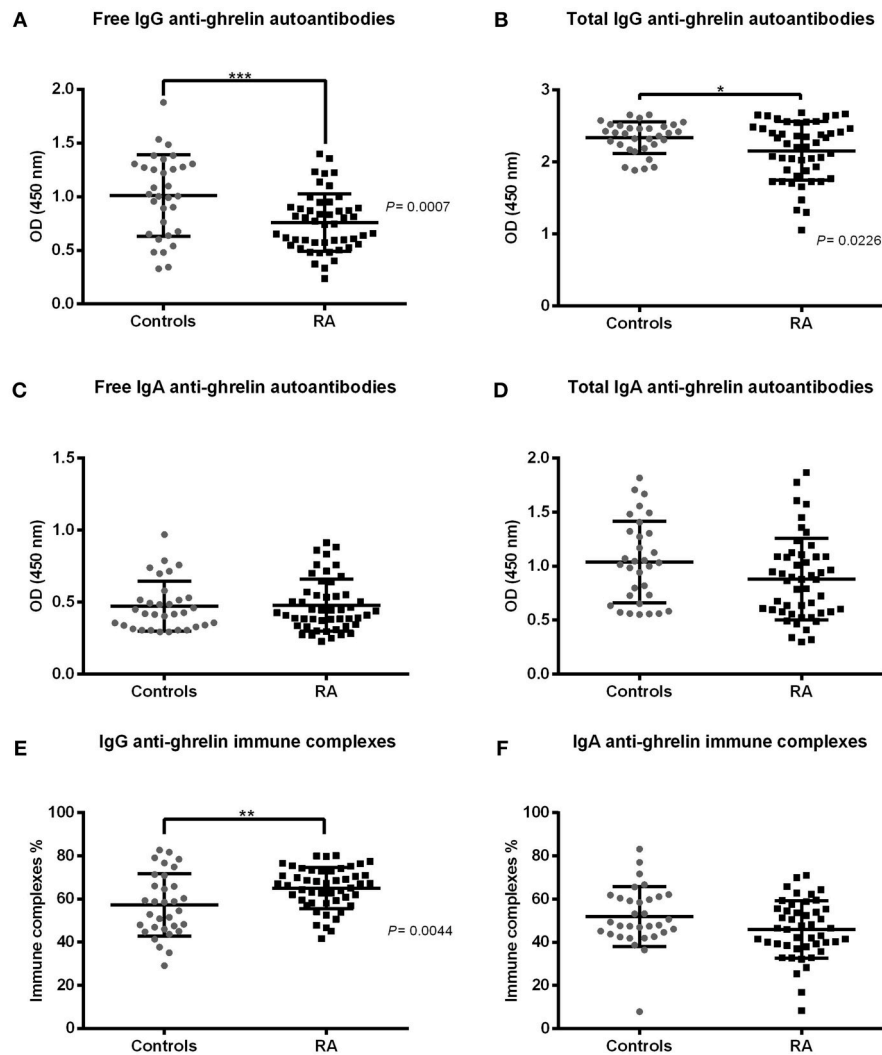 A
Free IgG anti-ghrelin autoantibodies
OD (450 nm)
2.0
1.5
1.0
0.5
0.0
***
P= 0.0007
Controls
RA
B
Total IgG anti-ghrelin autoantibodies
OD (450 nm)
3
2
1
0
*
P= 0.0226
Controls
RA
C
Free IgA anti-ghrelin autoantibodies
OD (450 nm)
1.5
1.0
0.5
0.0
Controls
RA
D
Total IgA anti-ghrelin autoantibodies
OD (450 nm)
2.0
1.5
1.0
0.5
0.0
Controls
RA
E
IgG anti-ghrelin immune complexes
Immune complexes %
100
80
60
40
20
0
**
P= 0.0044
Controls
RA
F
IgA anti-ghrelin immune complexes
Immune complexes %
100
80
60
40
20
0
Controls
RA